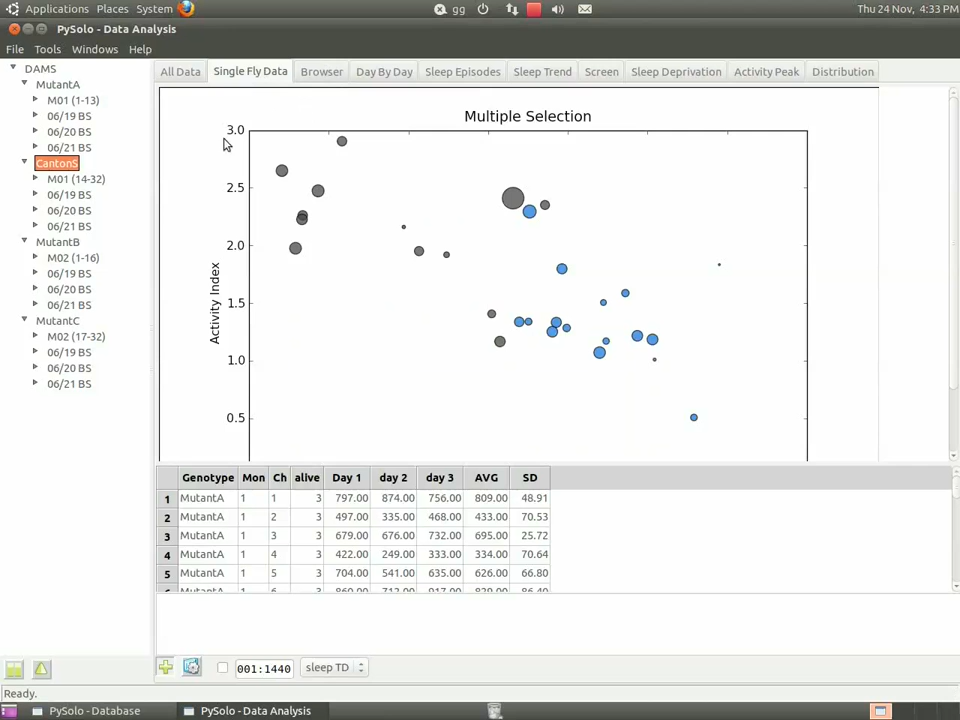 Applications Places System gg Thu 24 Nov, 4:33 PM
PySolo - Data Analysis
File Tools Windows Help
DAMS
MutantA
M01 (1-13)
06/19 BS
06/20 BS
06/21 BS
CantonS
M01 (14-32)
06/19 BS
06/20 BS
06/21 BS
MutantB
M02 (1-16)
06/19 BS
06/20 BS
06/21 BS
MutantC
M02 (17-32)
06/19 BS
06/20 BS
06/21 BS
All Data Single Fly Data Browser Day By Day Sleep Episodes Sleep Trend Screen Sleep Deprivation Activity Peak Distribution
Multiple Selection
3.0
2.5
2.0
1.5
1.0
0.5
Activity Index
Genotype Mon Ch alive Day 1 day 2 day 3 AVG SD
1 MutantA 1 1 3 797.00 874.00 756.00 809.00 48.91
2 MutantA 1 2 3 497.00 335.00 468.00 433.00 70.53
3 MutantA 1 3 3 679.00 676.00 732.00 695.00 25.72
4 MutantA 1 4 3 422.00 249.00 333.00 334.00 70.64
5 MutantA 1 5 3 704.00 541.00 635.00 626.00 66.80
MutantA 1 6 3
001:1440 sleep TD
Ready.
PySolo - Database PySolo - Data Analysis